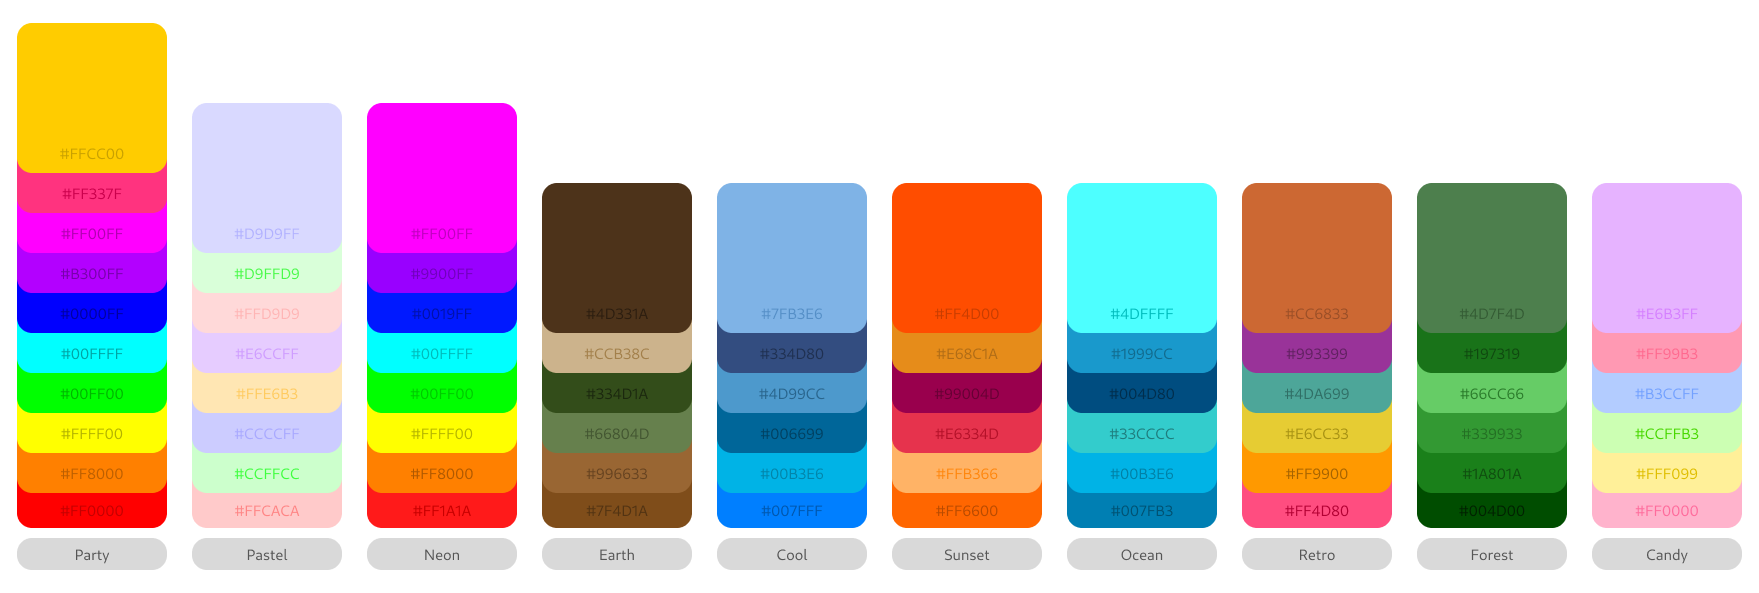 #FFCC00
#FF337F
#FF00FF
#B300FF
#0000FF
#00FFFF
#00FF00
#FFFF00
#FF8000
#FF0000
Party
#D9D9FF
#D9FFD9
#FFD9D9
#E6CCFF
#FFE6B3
#CCCCFF
#CCFFCC
#FFCACA
Pastel
#FF00FF
#9900FF
#0019FF
#00FFFF
#00FF00
#FFFF00
#FF8000
#FF1A1A
Neon
#4D331A
#CCB38C
#334D1A
#66804D
#996633
#7F4D1A
Earth
#7FB3E6
#334D80
#4D99CC
#006699
#00B3E6
#007FFF
Cool
#FF4D00
#E68C1A
#99004D
#E6334D
#FFB366
#FF6600
Sunset
#4DFFFF
#1999CC
#004D80
#33CCCC
#00B3E6
#007FB3
Ocean
#CC6833
#993399
#4DA699
#E6CC33
#FF9900
#FF4D80
Retro
#4D7F4D
#197319
#66CC66
#339933
#1A801A
#004D00
Forest
#E6B3FF
#FF99B3
#B3CCFF
#CCFFB3
#FFF099
#FF0000
Candy